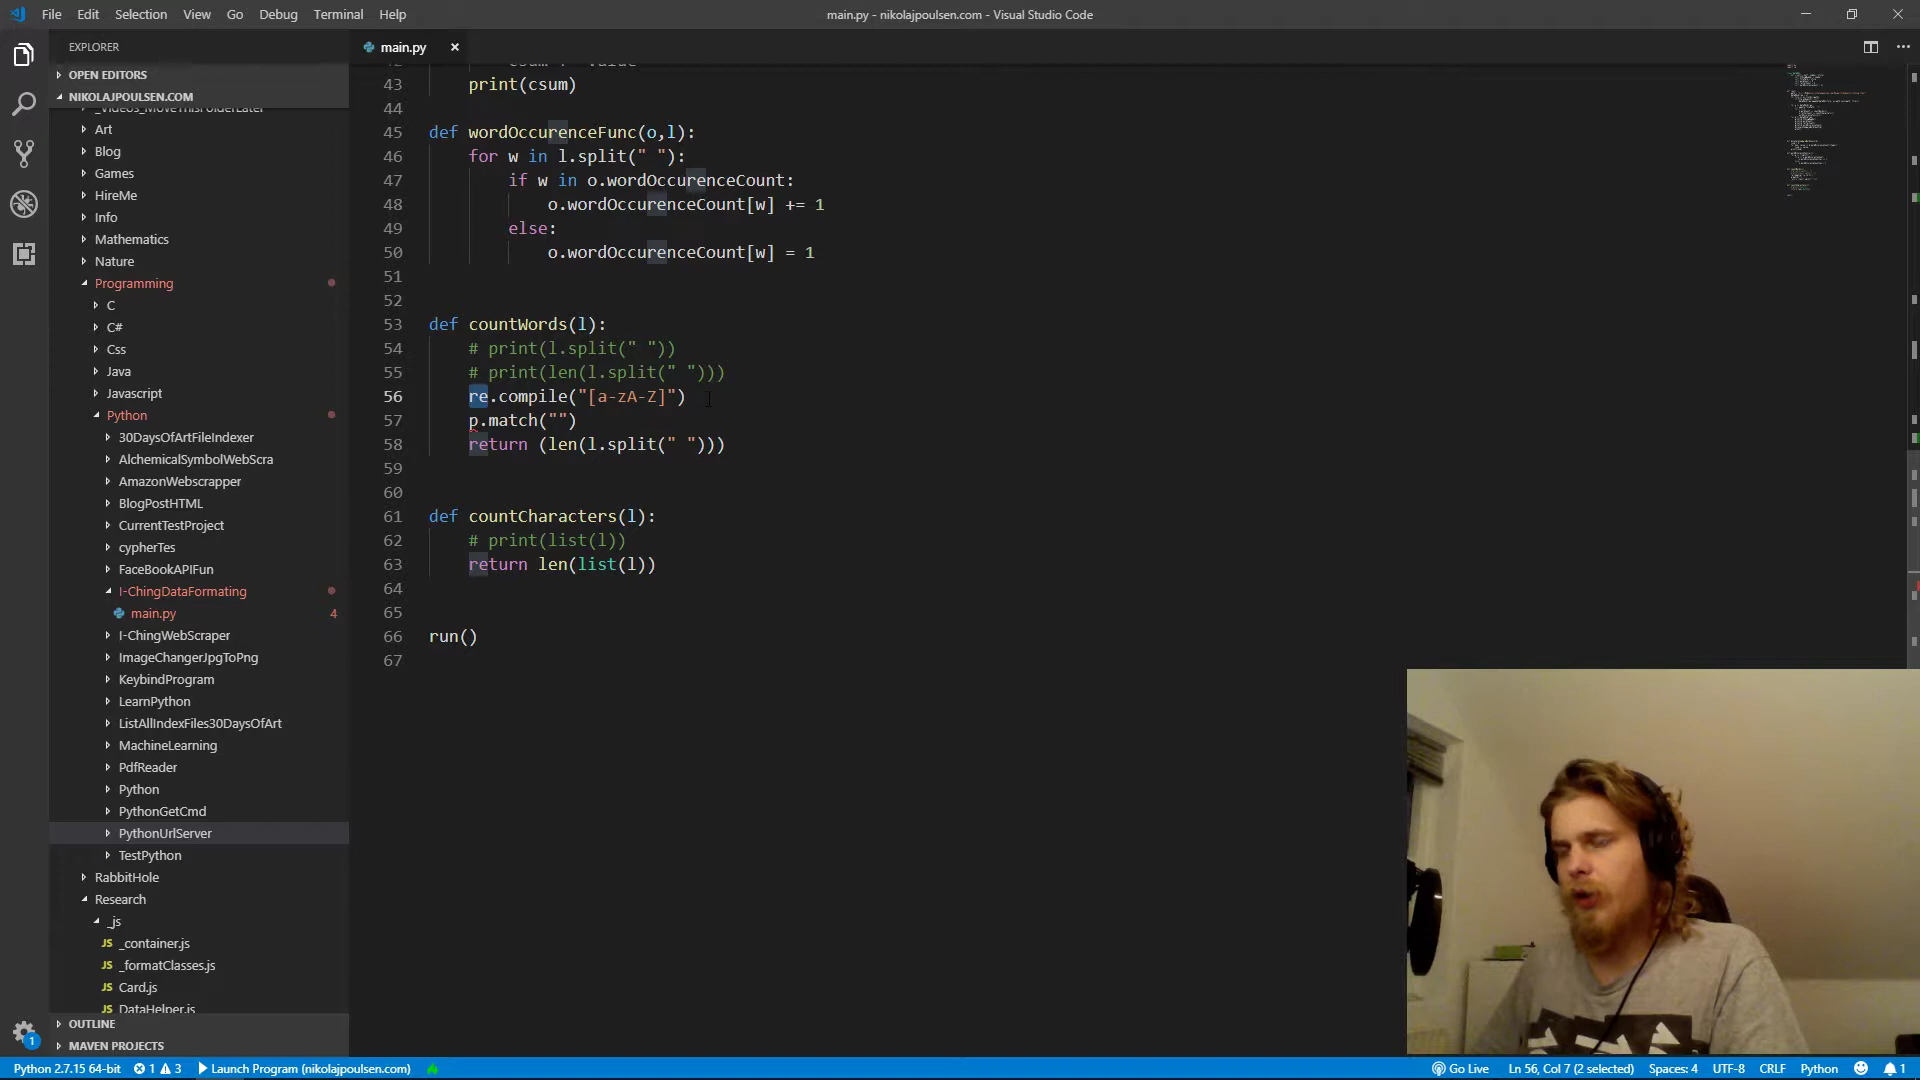 File Edit Selection View Go Debug Terminal Help
main.py - nikolajpoulsen.com - Visual Studio Code
EXPLORER
OPEN EDITORS
NIKOLAJPOULSEN.COM
_Videos_MoveThisFolderLater
Art
Blog
Games
HireMe
Info
Mathematics
Nature
Programming
C
C#
Css
Java
Javascript
Python
30DaysOfArtFileIndexer
AlchemicalSymbolWebScra
AmazonWebscrapper
BlogPostHTML
CurrentTestProject
cypherTes
FaceBookAPIFun
I-ChingDataFormating
main.py 4
I-ChingWebScraper
ImageChangerJpgToPng
KeybindProgram
LearnPython
ListAllIndexFiles30DaysOfArt
MachineLearning
PdfReader
Python
PythonGetCmd
PythonUrlServer
TestPython
RabbitHole
Research
_js
JS _container.js
JS _formatClasses.js
JS Card.js
JS DataHelper.js
OUTLINE
MAVEN PROJECTS
main.py
43 print(csum)
44
45 def wordOccurenceFunc(o,l):
46 for w in l.split(" "):
47 if w in o.wordOccurenceCount:
48 o.wordOccurenceCount[w] += 1
49 else:
50 o.wordOccurenceCount[w] = 1
51
52
53 def countWords(l):
54 # print(l.split(" "))
55 # print(len(l.split(" ")))
56 re.compile("[a-zA-Z]")
57 p.match("")
58 return (len(l.split(" ")))
59
60
61 def countCharacters(l):
62 # print(list(l))
63 return len(list(l))
64
65
66 run()
67
1
Python 2.7.15 64-bit 1 3 Launch Program (nikolajpoulsen.com) Go Live Ln 56, Col 7 (2 selected) Spaces: 4 UTF-8 CRLF Python 1